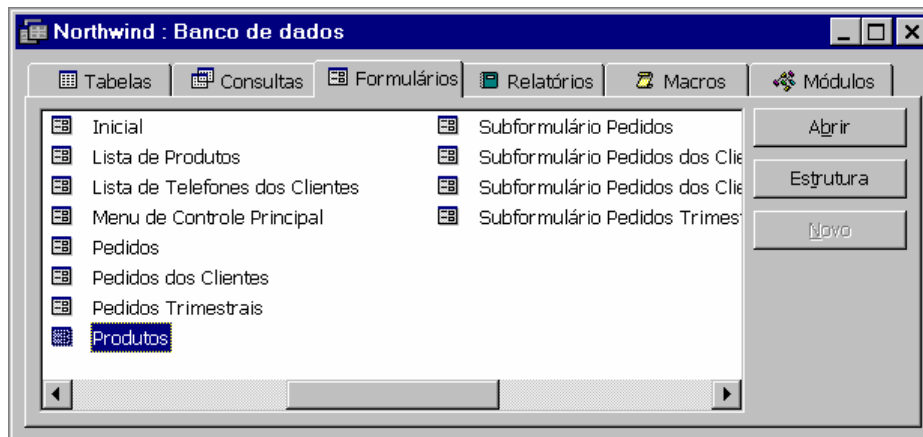 Northwind : Banco de dados
Tabelas Consultas Formulários Relatórios Macros Módulos
Inicial
Lista de Produtos
Lista de Telefones dos Clientes
Menu de Controle Principal
Pedidos
Pedidos dos Clientes
Pedidos Trimestrais
Produtos
Subformulário Pedidos
Subformulário Pedidos dos Clie
Subformulário Pedidos dos Clie
Subformulário Pedidos Trimes
Abrir
Estrutura
Novo